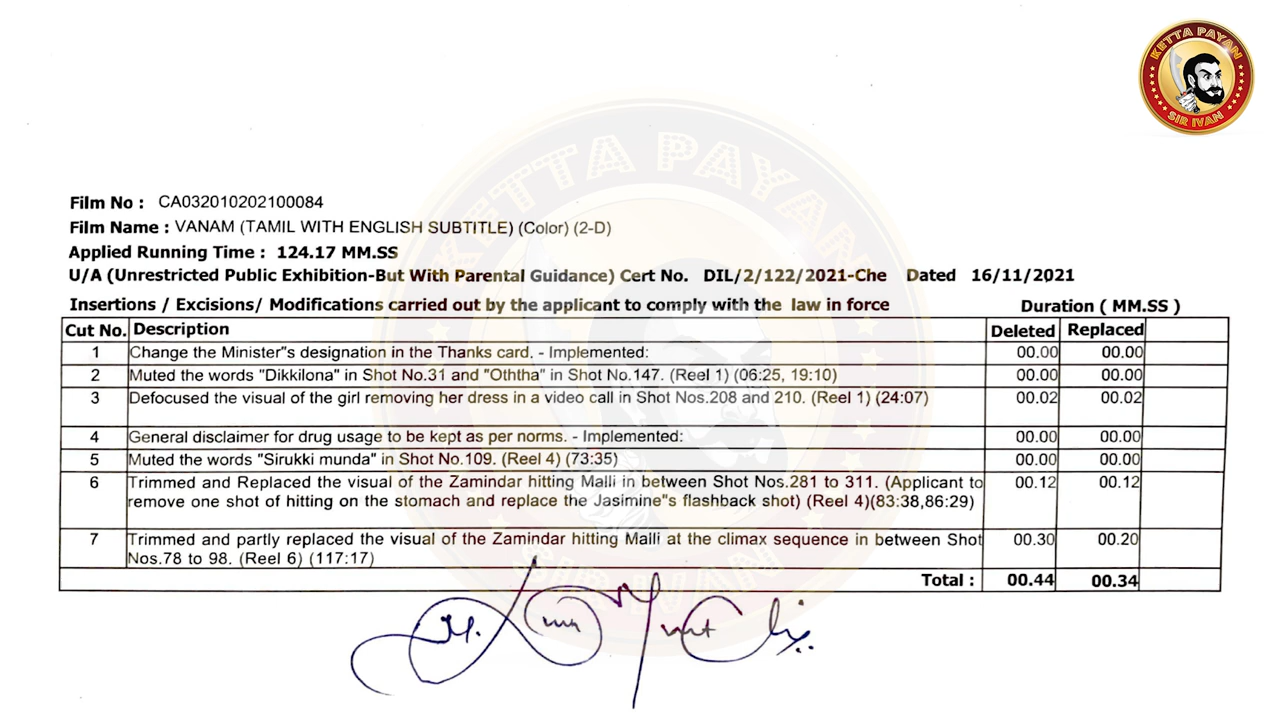 KETTA PAYAN
SIR IVAN
KETTA PAYAN
SIR IVAN
Film No : CA032010202100084
Film Name : VANAM (TAMIL WITH ENGLISH SUBTITLE) (Color) (2-D)
Applied Running Time : 124.17 MM.SS
U/A (Unrestricted Public Exhibition-But With Parental Guidance) Cert No. DIL/2/122/2021-Che Dated 16/11/2021
Insertions / Excisions/ Modifications carried out by the applicant to comply with the law in force Duration ( MM.SS )
Cut No. Description Deleted Replaced
1 Change the Minister"s designation in the Thanks card. - Implemented: 00.00 00.00
2 Muted the words "Dikkilona" in Shot No.31 and "Oththa" in Shot No.147. (Reel 1) (06:25, 19:10) 00.00 00.00
3 Defocused the visual of the girl removing her dress in a video call in Shot Nos.208 and 210. (Reel 1) (24:07) 00.02 00.02
4 General disclaimer for drug usage to be kept as per norms. - Implemented: 00.00 00.00
5 Muted the words "Sirukki munda" in Shot No.109. (Reel 4) (73:35) 00.00 00.00
6 Trimmed and Replaced the visual of the Zamindar hitting Malli in between Shot Nos.281 to 311. (Applicant to 00.12 00.12
remove one shot of hitting on the stomach and replace the Jasimine"s flashback shot) (Reel 4)(83:38,86:29)
7 Trimmed and partly replaced the visual of the Zamindar hitting Malli at the climax sequence in between Shot 00.30 00.20
Nos.78 to 98. (Reel 6) (117:17)
Total : 00.44 00.34